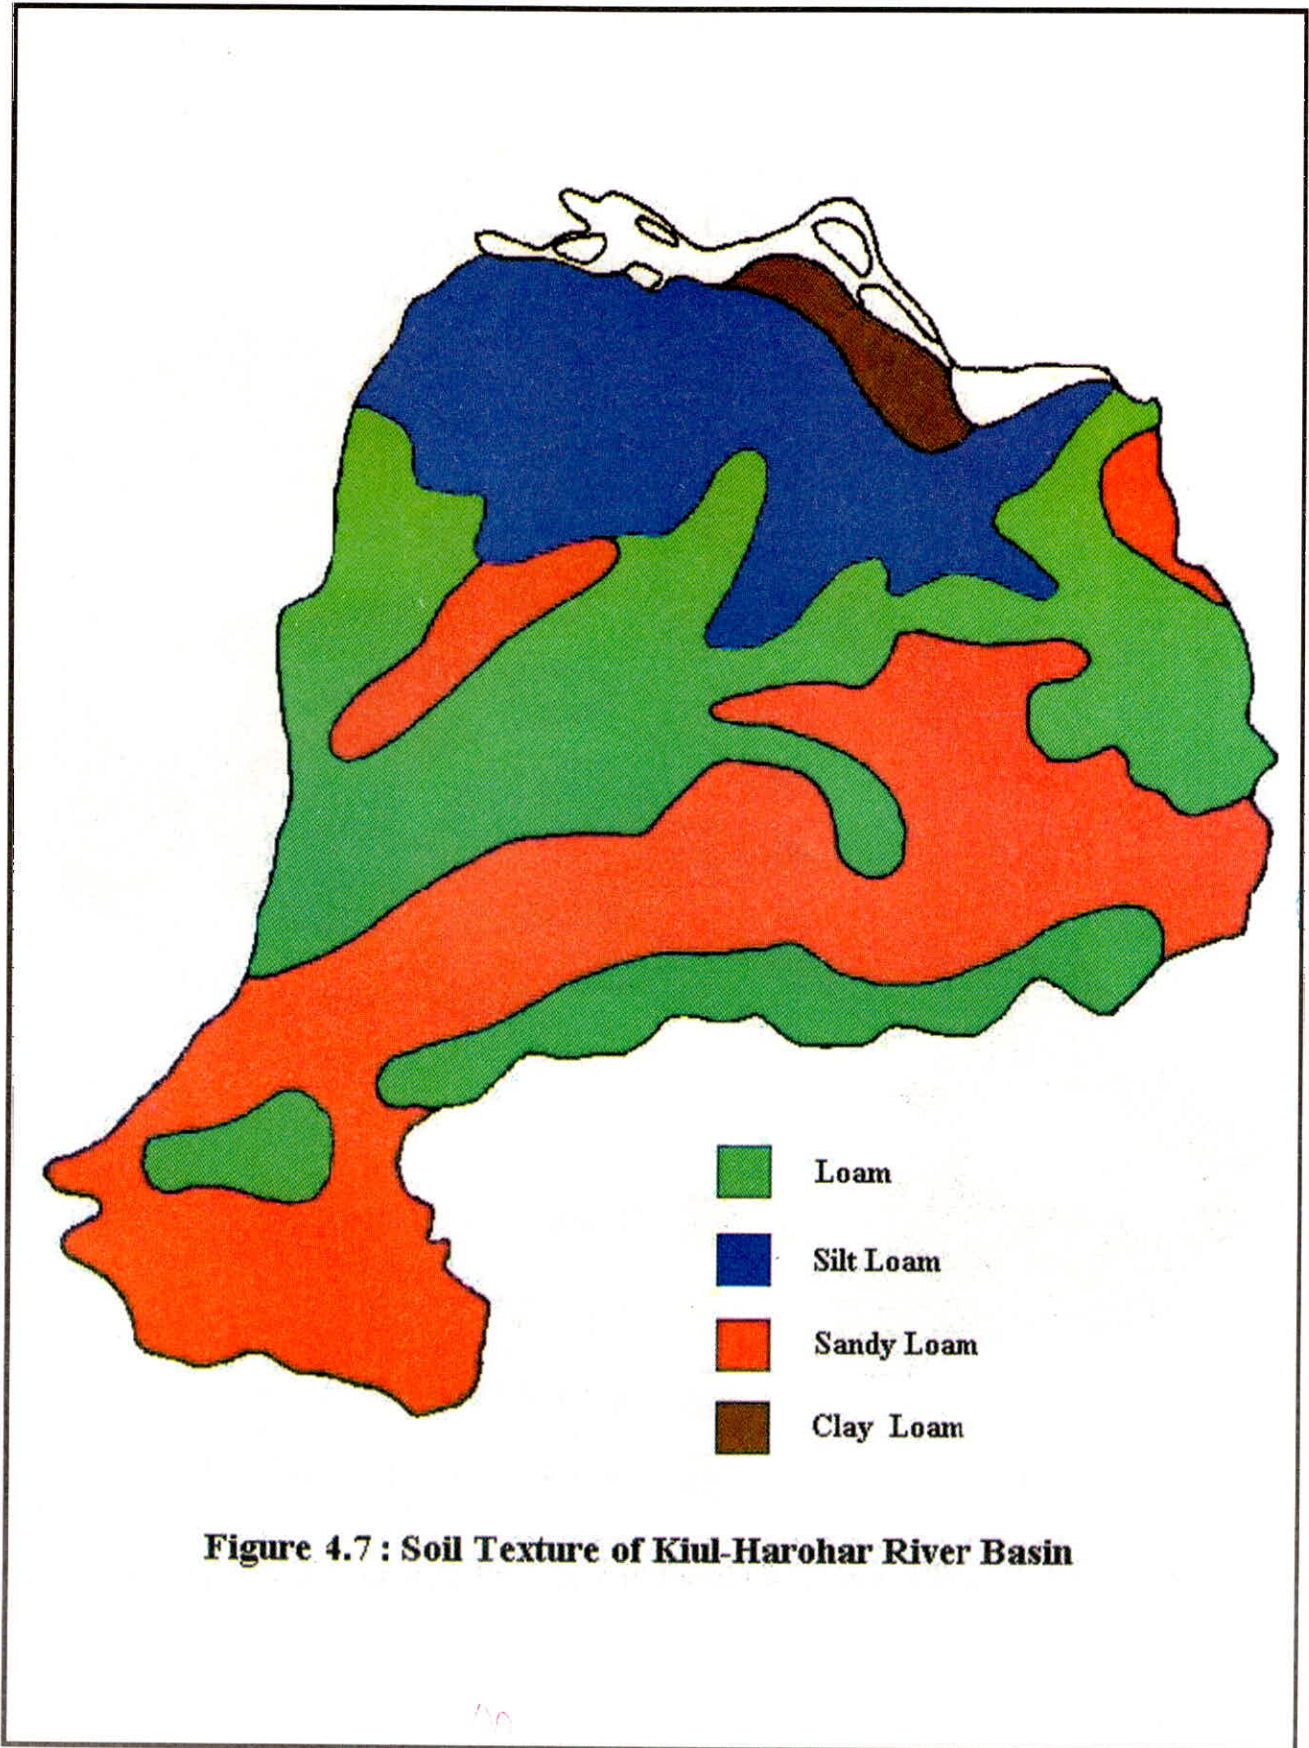 Loam
Silt Loam
Sandy Loam
Clay Loam
Figure 4.7 : Soil Texture of Kiul-Harohar River Basin